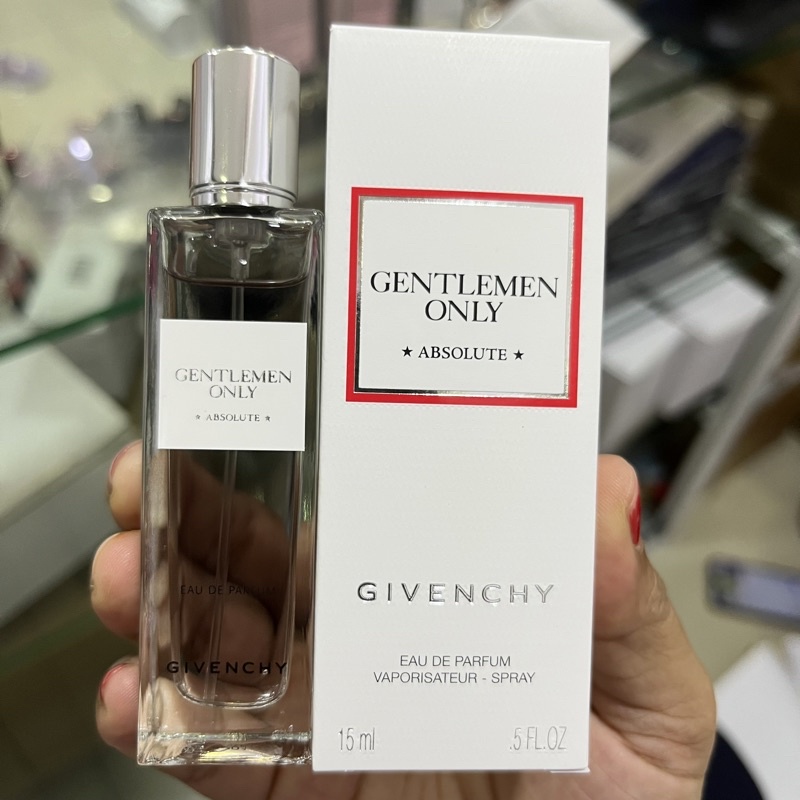 GENTLEMEN
ONLY
★ ABSOLUTE ★
EAU DE PARFUM
GIVENCHY
GENTLEMEN
ONLY
★ ABSOLUTE ★
GIVENCHY
EAU DE PARFUM
VAPORISATEUR - SPRAY
15 ml .5 FL.OZ